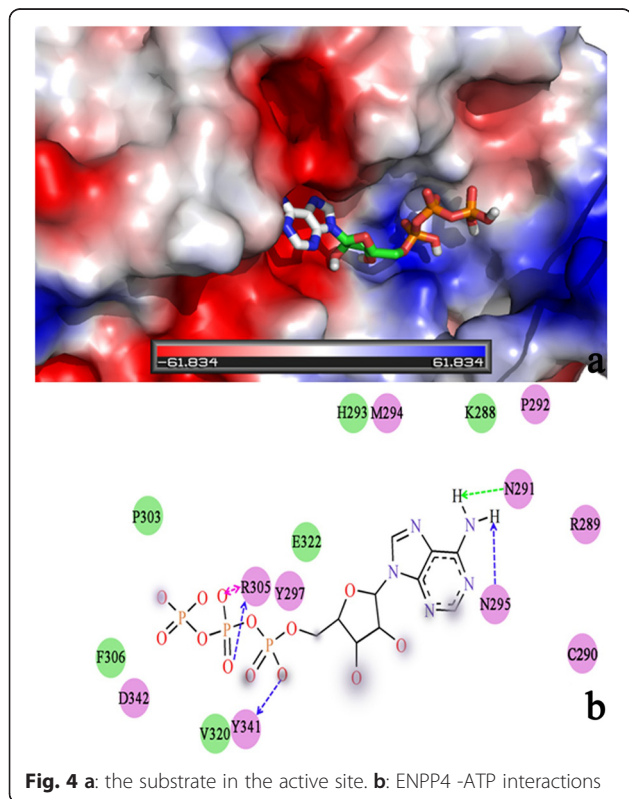 -61.834 61.834
a
H293 M294 K288 P292
N291
P303
R289
E322
H
N H
N
N
R305 Y297
N295
O O O
O P O P O P O
O O O
O
N N N
O O
C290
F306
D342
V320 Y341
b
Fig. 4 a: the substrate in the active site. b: ENPP4 -ATP interactions